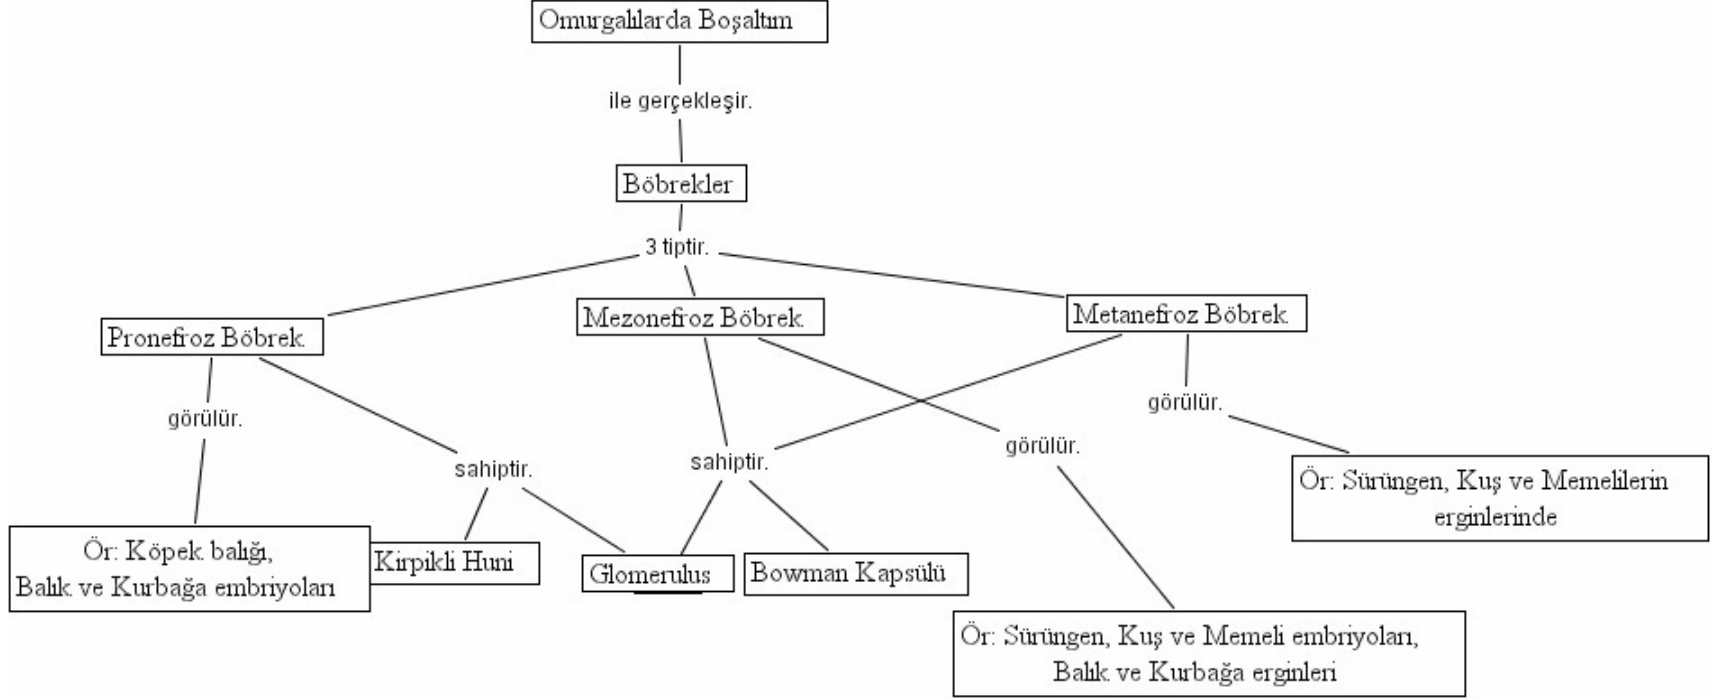 Omurgalılarda Boşaltım
ile gerçekleşir.
Böbrekler
3 tiptir.
Pronefroz Böbrek.
Mezonefroz Böbrek.
Metanefroz Böbrek.
görülür.
sahiptir.
sahiptir.
görülür.
görülür.
Ör: Köpek balığı,
Balık ve Kurbağa embriyoları
Kirpikli Huni
Glomerulus
Bowman Kapsülü
Ör: Sürüngen, Kuş ve Memeli embriyoları,
Balık ve Kurbağa erginleri
Ör: Sürüngen, Kuş ve Memelilerin
erginlerinde